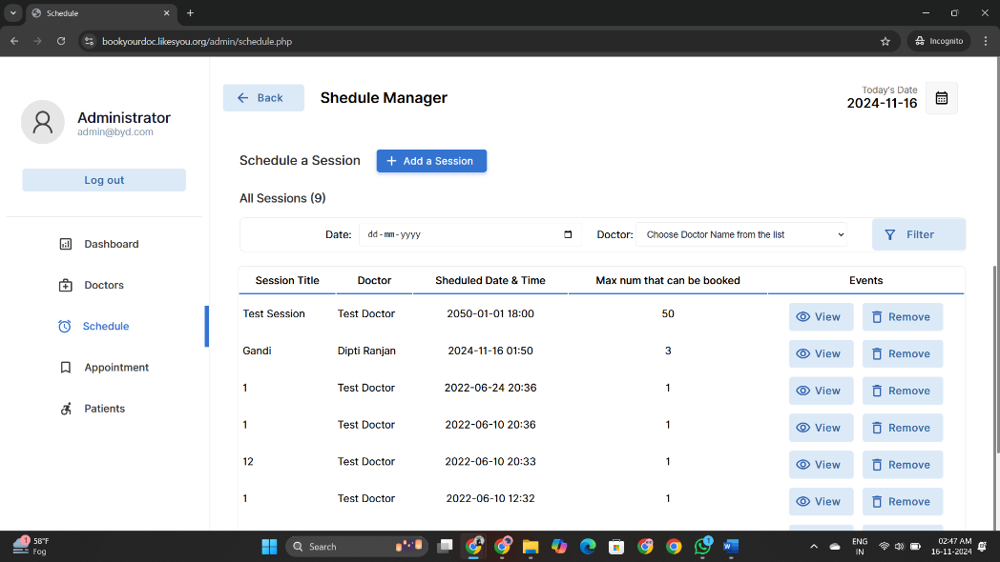 Schedule
bookyourdoc.likesyou.org/admin/schedule.php
Incognito
Administrator
admin@byd.com
Log out
Dashboard
Doctors
Schedule
Appointment
Patients
Back
Shedule Manager
Today's Date
2024-11-16
Schedule a Session
Add a Session
All Sessions (9)
Date: dd-mm-yyyy Doctor: Choose Doctor Name from the list Filter
Session Title Doctor Sheduled Date & Time Max num that can be booked Events
Test Session Test Doctor 2050-01-01 18:00 50 View Remove
Gandi Dipti Ranjan 2024-11-16 01:50 3 View Remove
1 Test Doctor 2022-06-24 20:36 1 View Remove
1 Test Doctor 2022-06-10 20:36 1 View Remove
12 Test Doctor 2022-06-10 20:33 1 View Remove
1 Test Doctor 2022-06-10 12:32 1 View Remove
1
58°F
Fog
Search
1
ENG
IN
02:47 AM
16-11-2024